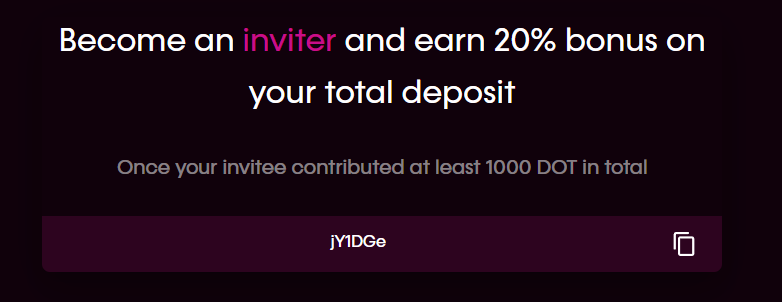 Become an inviter and earn 20% bonus on
your total deposit
Once your invitee contributed at least 1000 DOT in total
jY1DGe